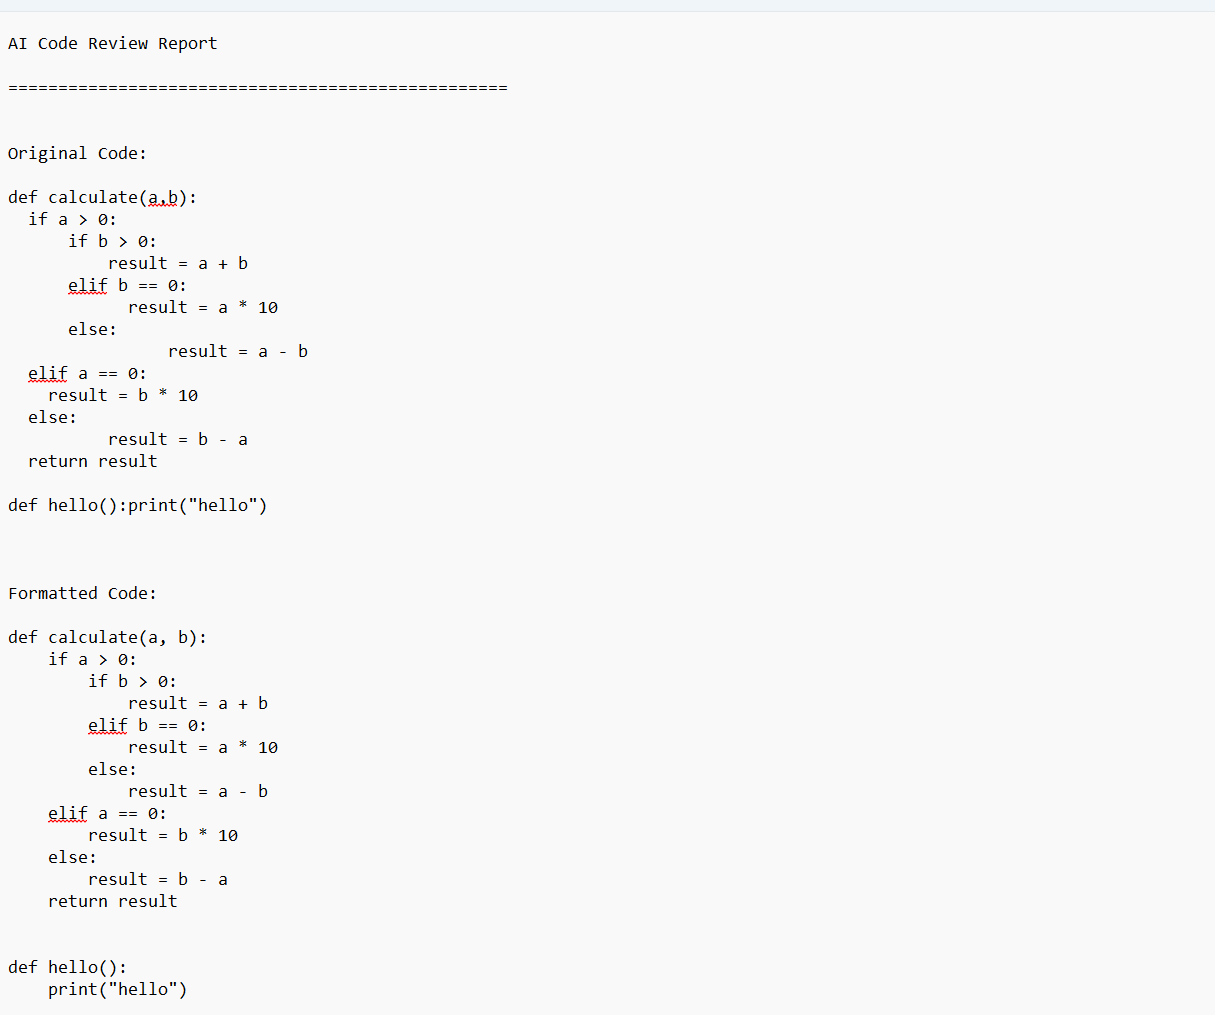 AI Code Review Report
==================================================
Original Code:
def calculate(a,b):
  if a > 0:
      if b > 0:
          result = a + b
      elif b == 0:
            result = a * 10
      else:
                result = a - b
  elif a == 0:
    result = b * 10
  else:
          result = b - a
  return result
def hello():print("hello")
Formatted Code:
def calculate(a, b):
    if a > 0:
        if b > 0:
            result = a + b
        elif b == 0:
            result = a * 10
        else:
            result = a - b
    elif a == 0:
        result = b * 10
    else:
        result = b - a
    return result
def hello():
    print("hello")